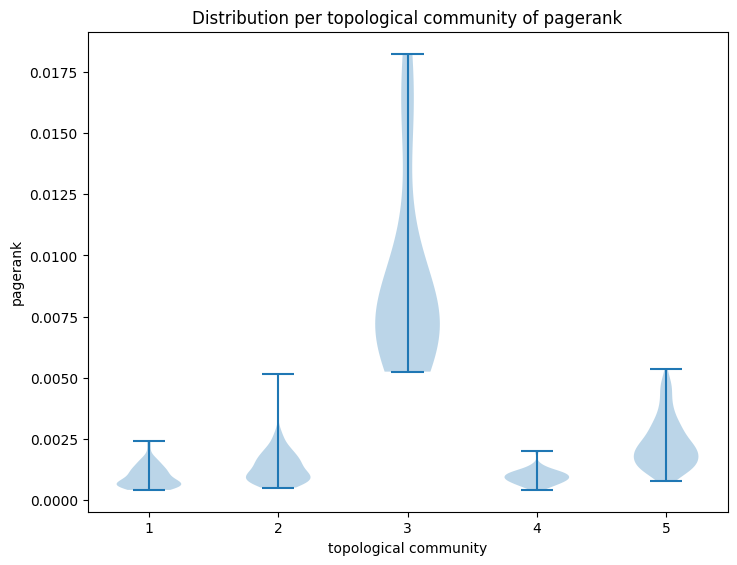 Distribution per topological community of pagerank
pagerank
0.0175
0.0150
0.0125
0.0100
0.0075
0.0050
0.0025
0.0000
1 2 3 4 5
topological community